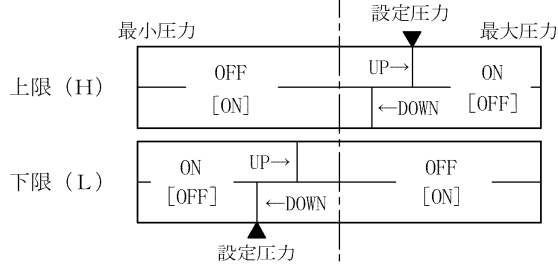 設定圧力
最小圧力 最大圧力
上限（H） OFF UP→ ON
[ON] ←DOWN [OFF]
下限（L） ON UP→ OFF
[OFF] ←DOWN [ON]
設定圧力